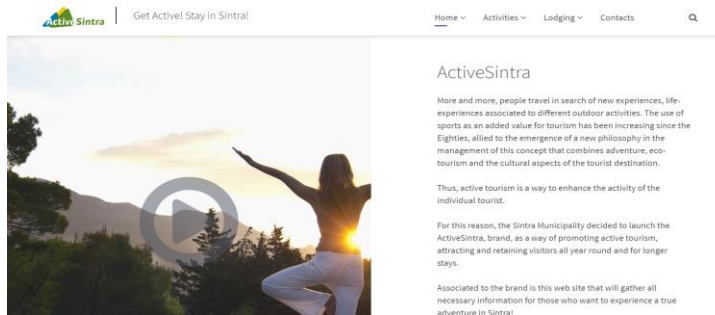 Active Sintra
Get Active! Stay in Sintra!
Home
Activities
Lodging
Contacts
ActiveSintra
More and more, people travel in search of new experiences, life-
experiences associated to different outdoor activities. The use of
sports as an added value for tourism has been increasing since the
Eighties, allied to the emergence of a new philosophy in the
management of this concept that combines adventure, eco-
tourism and the cultural aspects of the tourist destination.
Thus, active tourism is a way to enhance the activity of the
individual tourist.
For this reason, the Sintra Municipality decided to launch the
ActiveSintra, brand, as a way of promoting active tourism,
attracting and retaining visitors all year round and for longer
stays.
Associated to the brand is this web site that will gather all
necessary information for those who want to experience a true
adventure in Sintra!